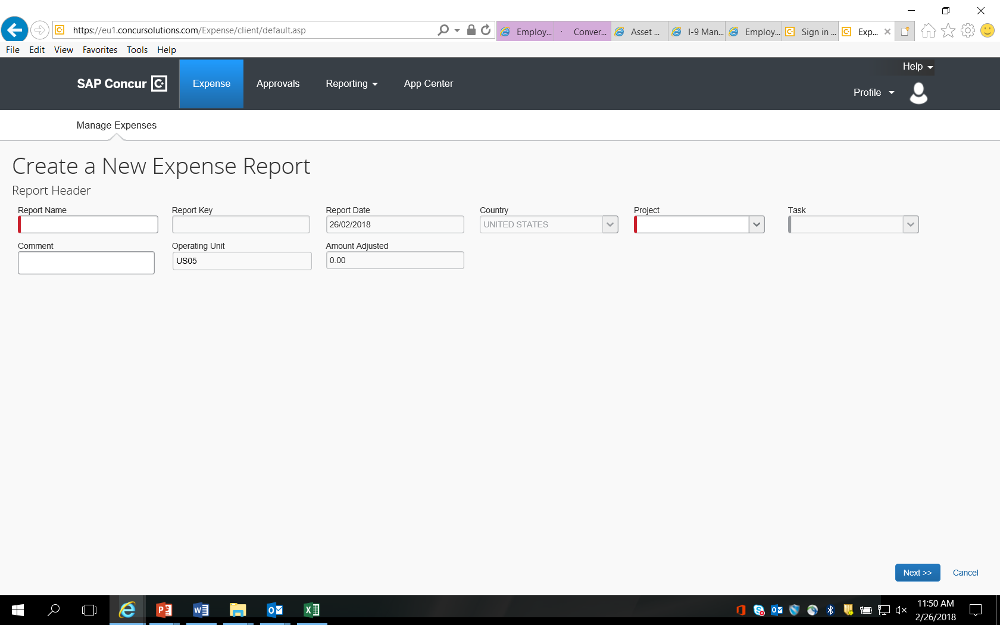 https://eu1.concursolutions.com/Expense/client/default.asp
Employ...
Conver...
Asset ...
I-9 Man...
Employ...
Sign in ...
Exp...
File Edit View Favorites Tools Help
Help
SAP Concur
Expense
Approvals
Reporting
App Center
Profile
Manage Expenses
Create a New Expense Report
Report Header
Report Name
Report Key
Report Date
Country
Project
Task
26/02/2018
UNITED STATES
Comment
Operating Unit
Amount Adjusted
US05
0.00
Next >>
Cancel
11:50 AM
2/26/2018